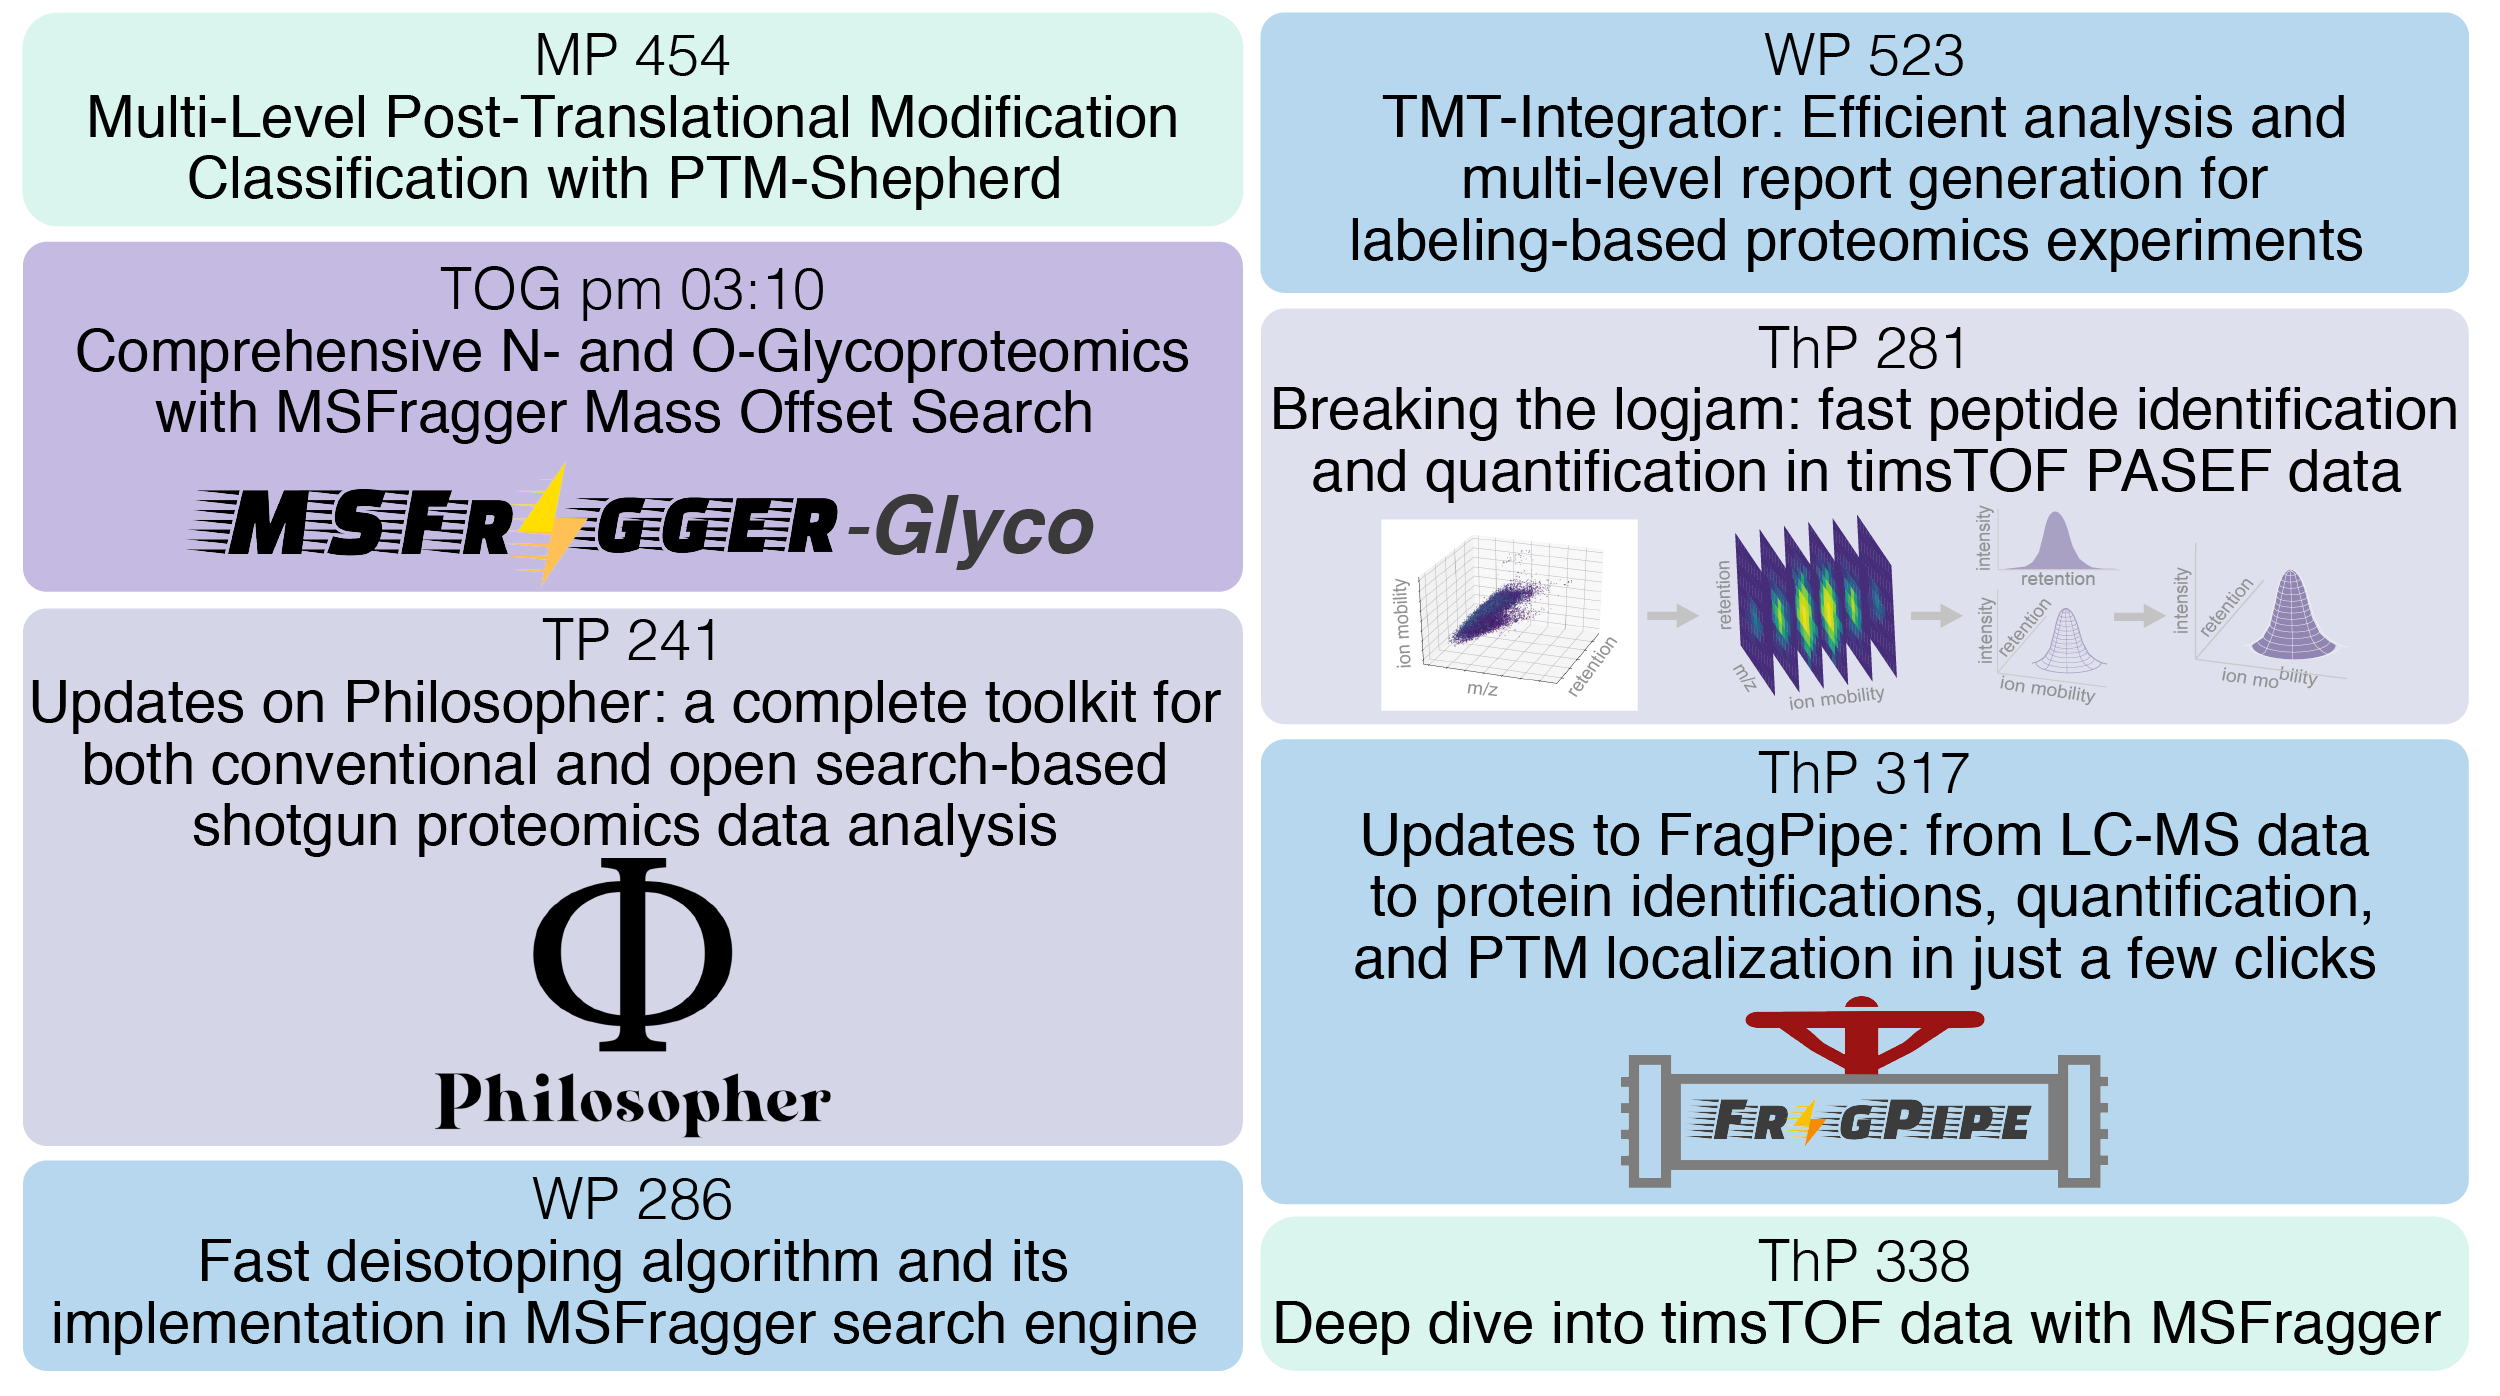 MP 454
Multi-Level Post-Translational Modification
Classification with PTM-Shepherd
TOG pm 03:10
Comprehensive N- and O-Glycoproteomics
with MSFragger Mass Offset Search
MSFRAGGER-Glyco
TP 241
Updates on Philosopher: a complete toolkit for
both conventional and open search-based
shotgun proteomics data analysis
Φ
Philosopher
WP 286
Fast deisotoping algorithm and its
implementation in MSFragger search engine
WP 523
TMT-Integrator: Efficient analysis and
multi-level report generation for
labeling-based proteomics experiments
ThP 281
Breaking the logjam: fast peptide identification
and quantification in timsTOF PASEF data
ion mobility
m/z
retention
retention
m/z
ion mobility
intensity
retention
intensity
retention
ion mobility
intensity
retention
ion mobility
ThP 317
Updates to FragPipe: from LC-MS data
to protein identifications, quantification,
and PTM localization in just a few clicks
FRAGPIPE
ThP 338
Deep dive into timsTOF data with MSFragger